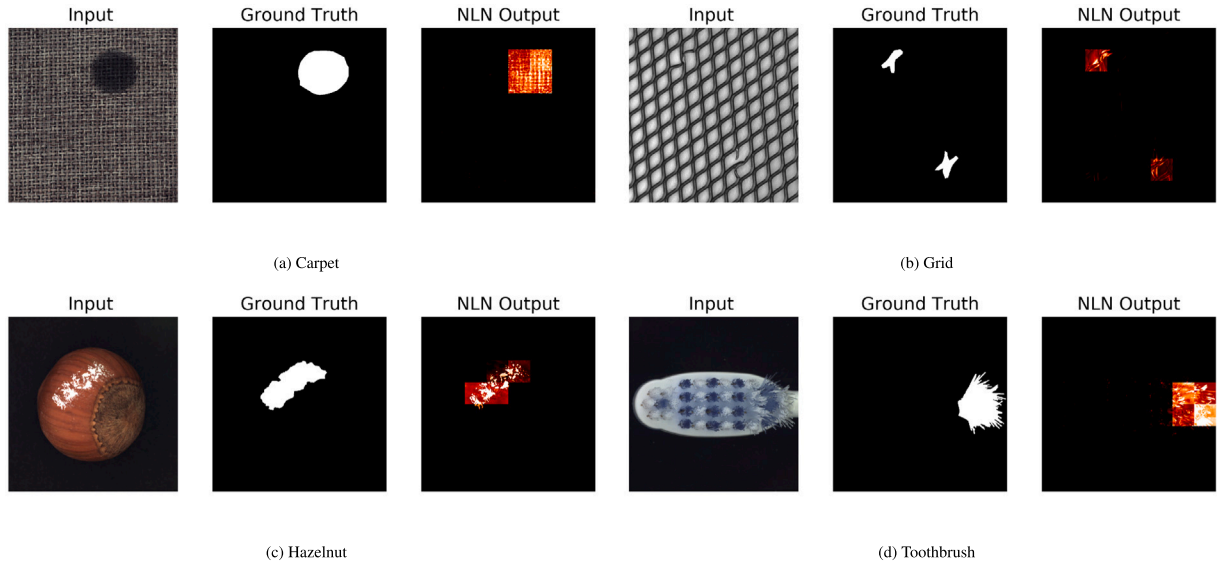 Input Ground Truth NLN Output Input Ground Truth NLN Output
(a) Carpet (b) Grid
Input Ground Truth NLN Output Input Ground Truth NLN Output
(c) Hazelnut (d) Toothbrush